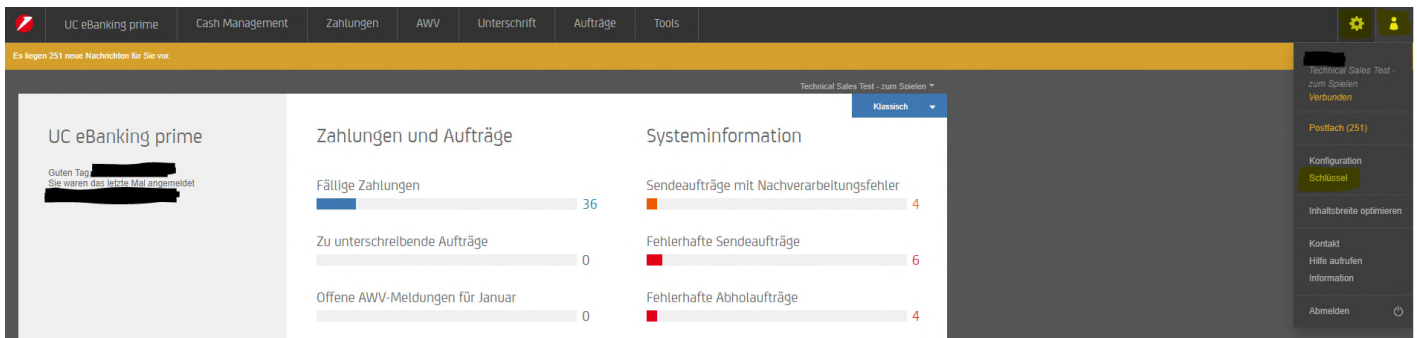 UC eBanking prime Cash Management Zahlungen AWV Unterschrift Aufträge Tools
Es liegen 251 neue Nachrichten für Sie vor.
Technical Sales Test - zum Spielen
Klassisch
UC eBanking prime
Guten Tag
Sie waren das letzte Mal angemeldet
Zahlungen und Aufträge
Fällige Zahlungen
36
Zu unterschreibende Aufträge
0
Offene AWV-Meldungen für Januar
0
Systeminformation
Sendeaufträge mit Nachverarbeitungsfehler
4
Fehlerhafte Sendeaufträge
6
Fehlerhafte Abholaufträge
4
Technical Sales Test -
zum Spielen
Verbunden
Postfach (251)
Konfiguration
Schlüssel
Inhaltsbreite optimieren
Kontakt
Hilfe aufrufen
Information
Abmelden